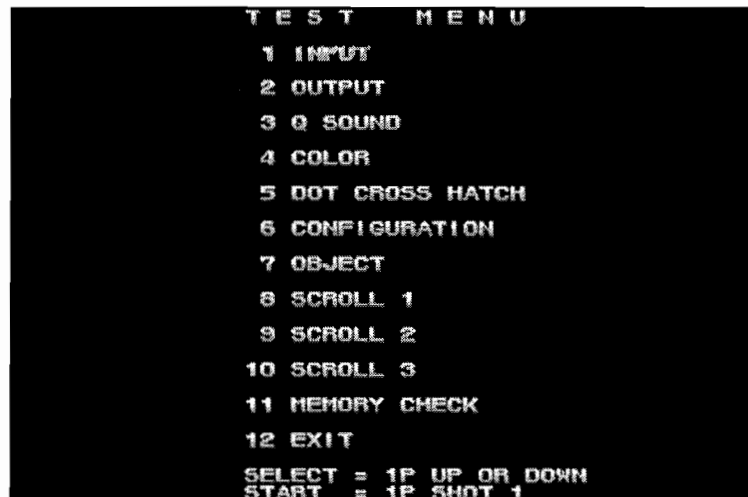 TEST MENU
1 INPUT
2 OUTPUT
3 Q SOUND
4 COLOR
5 DOT CROSS HATCH
6 CONFIGURATION
7 OBJECT
8 SCROLL 1
9 SCROLL 2
10 SCROLL 3
11 MEMORY CHECK
12 EXIT
SELECT = 1P UP OR DOWN
START = 1P SHOT 1